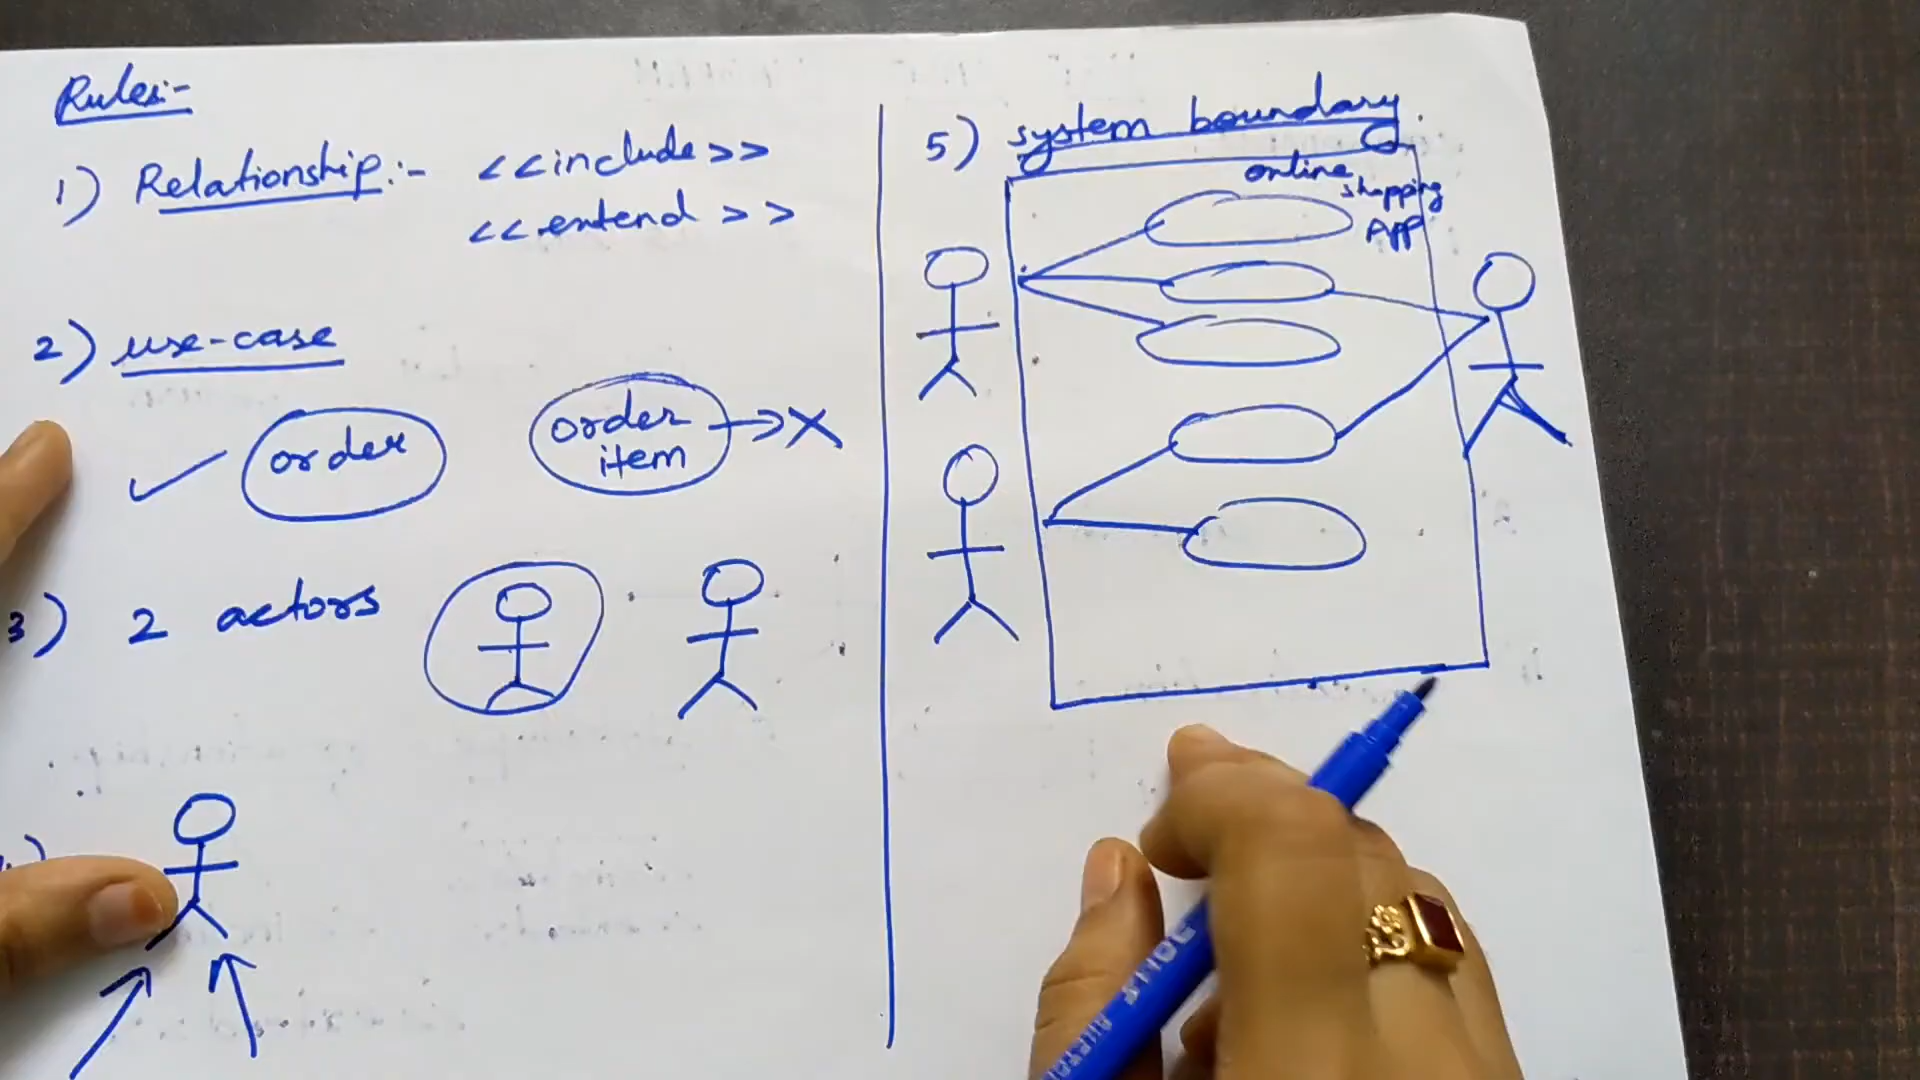 Rules:-
1) Relationship:- <<include>>
<<extend>>
2) use-case
order
order
item
3) 2 actors
5) system boundary.
online
shopping
App